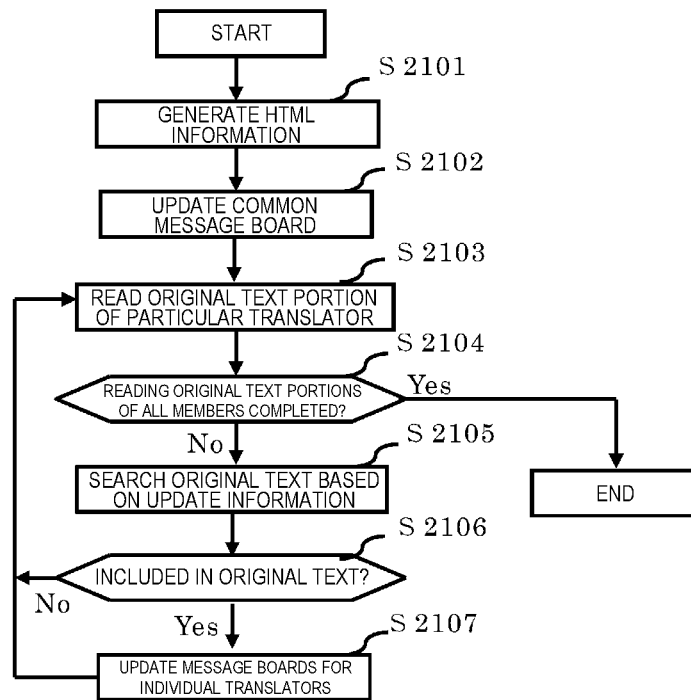 START
S 2101
GENERATE HTML
INFORMATION
S 2102
UPDATE COMMON
MESSAGE BOARD
S 2103
READ ORIGINAL TEXT PORTION
OF PARTICULAR TRANSLATOR
S 2104
READING ORIGINAL TEXT PORTIONS
OF ALL MEMBERS COMPLETED?
Yes
No
S 2105
SEARCH ORIGINAL TEXT BASED
ON UPDATE INFORMATION
END
S 2106
INCLUDED IN ORIGINAL TEXT?
No
Yes
S 2107
UPDATE MESSAGE BOARDS FOR
INDIVIDUAL TRANSLATORS